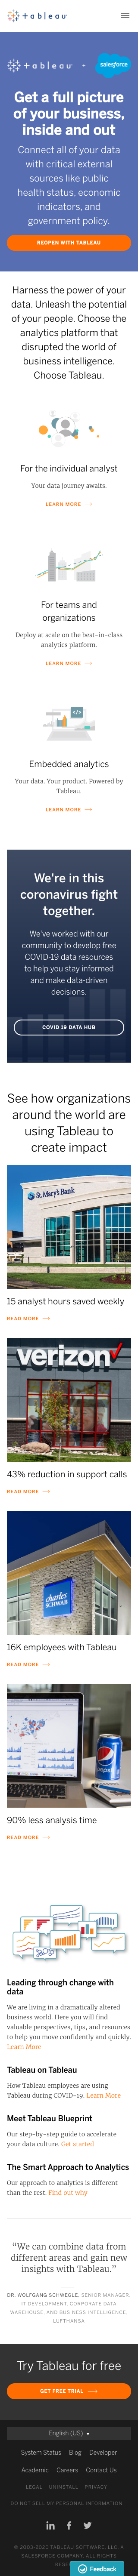 tableau
tableau + salesforce
Get a full picture
of your business,
inside and out
Connect all of your data
with critical external
sources like public
health status, economic
indicators, and
government policy.
REOPEN WITH TABLEAU
Harness the power of your
data. Unleash the potential
of your people. Choose the
analytics platform that
disrupted the world of
business intelligence.
Choose Tableau.
For the individual analyst
Your data journey awaits.
LEARN MORE
For teams and
organizations
Deploy at scale on the best-in-class
analytics platform.
LEARN MORE
</>
Embedded analytics
Your data. Your product. Powered by
Tableau.
LEARN MORE
We're in this
coronavirus fight
together.
We've worked with our
community to develop free
COVID-19 data resources
to help you stay informed
and make data-driven
decisions.
COVID 19 DATA HUB
See how organizations
around the world are
using Tableau to
create impact
St. Mary's Bank
15 analyst hours saved weekly
READ MORE
verizon
43% reduction in support calls
READ MORE
charles
SCHWAB
16K employees with Tableau
READ MORE
pepsi
90% less analysis time
READ MORE
Leading through change with
data
We are living in a dramatically altered
business world. Here you will find
valuable perspectives, tips, and resources
to help you move confidently and quickly.
Learn More
Tableau on Tableau
How Tableau employees are using
Tableau during COVID-19. Learn More
Meet Tableau Blueprint
Our step-by-step guide to accelerate
your data culture. Get started
The Smart Approach to Analytics
Our approach to analytics is different
than the rest. Find out why
“We can combine data from
different areas and gain new
insights with Tableau.”
DR. WOLFGANG SCHWEGLE, SENIOR MANAGER,
IT DEVELOPMENT, CORPORATE DATA
WAREHOUSE, AND BUSINESS INTELLIGENCE,
LUFTHANSA
Try Tableau for free
GET FREE TRIAL
English (US)
System Status Blog Developer
Academic Careers Contact Us
LEGAL UNINSTALL PRIVACY
DO NOT SELL MY PERSONAL INFORMATION
in f
© 2003-2020 TABLEAU SOFTWARE, LLC, A
SALESFORCE COMPANY. ALL RIGHTS
Feedback